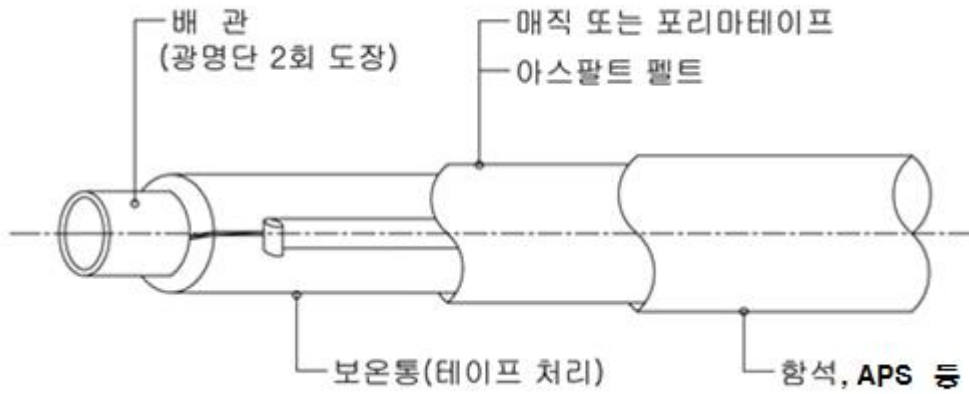 배 관
(광명단 2회 도장)
매직 또는 포리마테이프
아스팔트 펠트
보온통(테이프 처리)
함석, APS 등